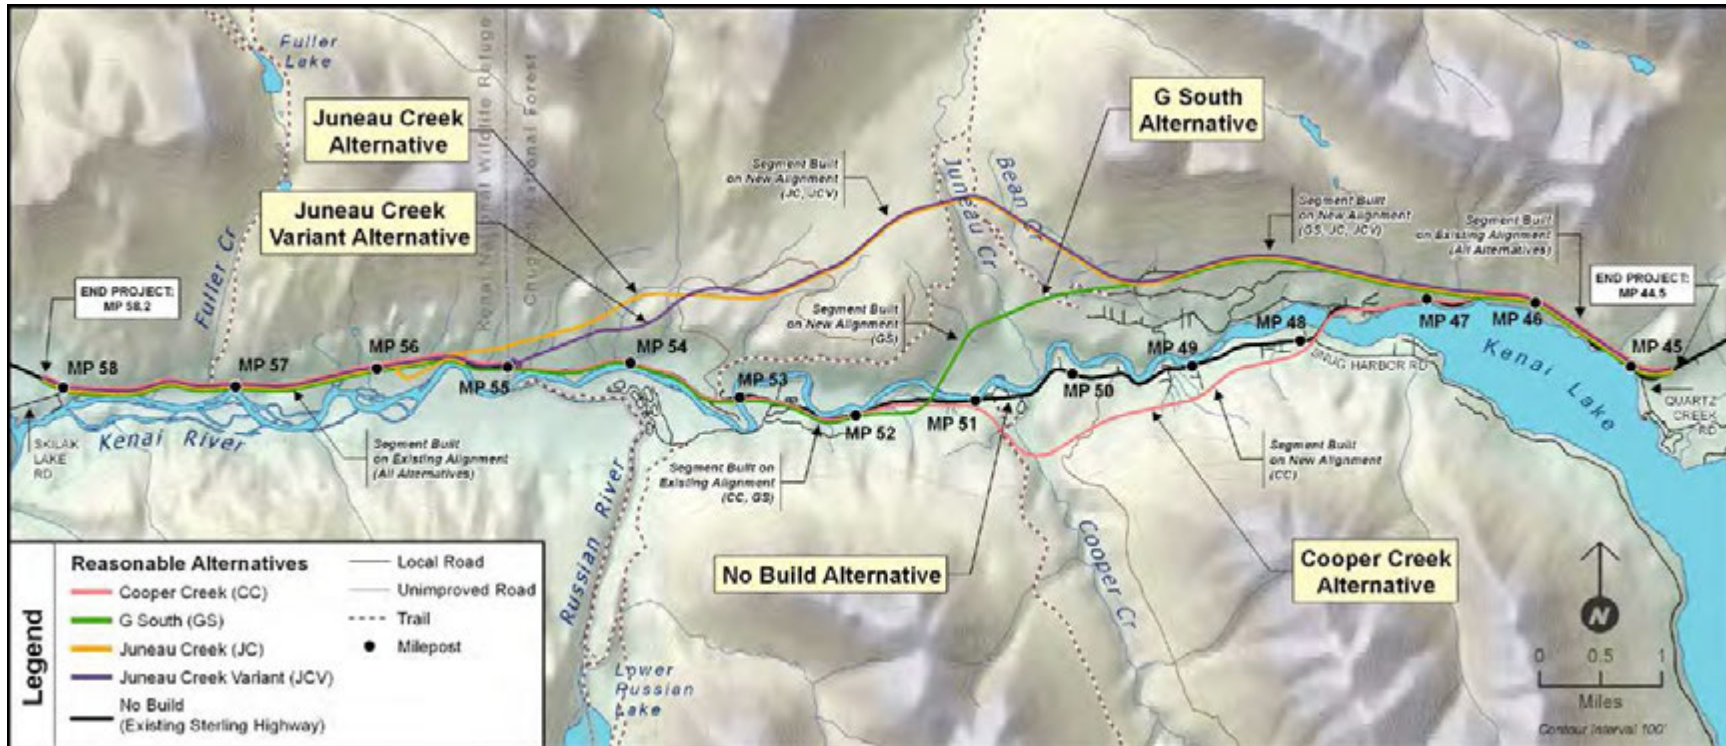 Fuller
Lake
Kenai National Wildlife Refuge
Chugach National Forest
Juneau Creek
Alternative
Juneau Creek
Variant Alternative
Segment Built
on New Alignment
(JC, JCV)
Juneau Cr
Bean Cr
G South
Alternative
Segment Built
on New Alignment
(GS, JC, JCV)
Segment Built
on Existing Alignment
(All Alternatives)
Fuller Cr
END PROJECT:
MP 58.2
END PROJECT:
MP 44.5
Segment Built
on New Alignment
(GS)
MP 58
MP 57
MP 56
MP 55
MP 54
MP 53
MP 52
MP 51
MP 50
MP 49
MP 48
MP 47
MP 46
MP 45
SNUG HARBOR RD
Kenai Lake
QUARTZ
CREEK
RD
SKILAK
LAKE
RD
Kenai River
Segment Built
on Existing Alignment
(All Alternatives)
Segment Built on
Existing Alignment
(CC, GS)
Segment Built
on New Alignment
(CC)
Russian River
No Build Alternative
Cooper Cr
Cooper Creek
Alternative
Lower
Russian
Lake
Legend
Reasonable Alternatives
Cooper Creek (CC)
G South (GS)
Juneau Creek (JC)
Juneau Creek Variant (JCV)
No Build
(Existing Sterling Highway)
Local Road
Unimproved Road
Trail
Milepost
N
0 0.5 1
Miles
Contour Interval 100'